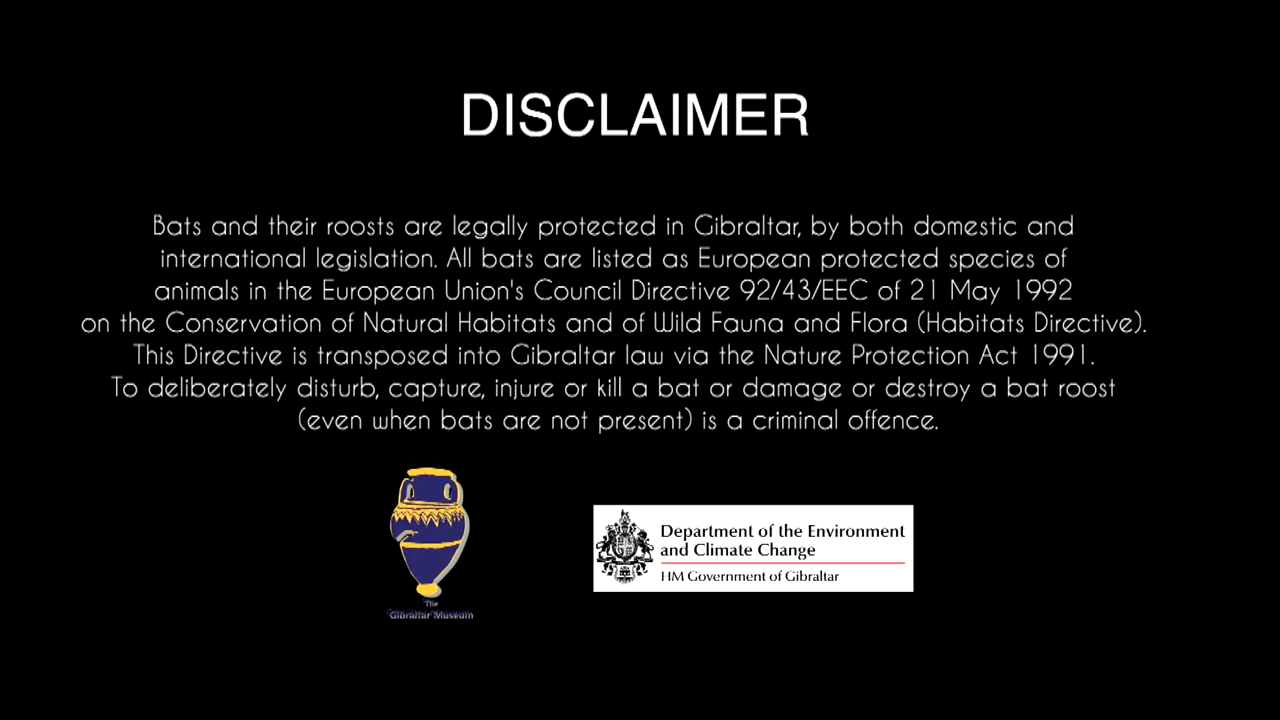 DISCLAIMER
Bats and their roosts are legally protected in Gibraltar, by both domestic and
international legislation. All bats are listed as European protected species of
animals in the European Union's Council Directive 92/43/EEC of 21 May 1992
on the Conservation of Natural Habitats and of Wild Fauna and Flora (Habitats Directive).
This Directive is transposed into Gibraltar law via the Nature Protection Act 1991.
To deliberately disturb, capture, injure or kill a bat or damage or destroy a bat roost
(even when bats are not present) is a criminal offence.
The
Gibraltar Museum
Department of the Environment
and Climate Change
HM Government of Gibraltar